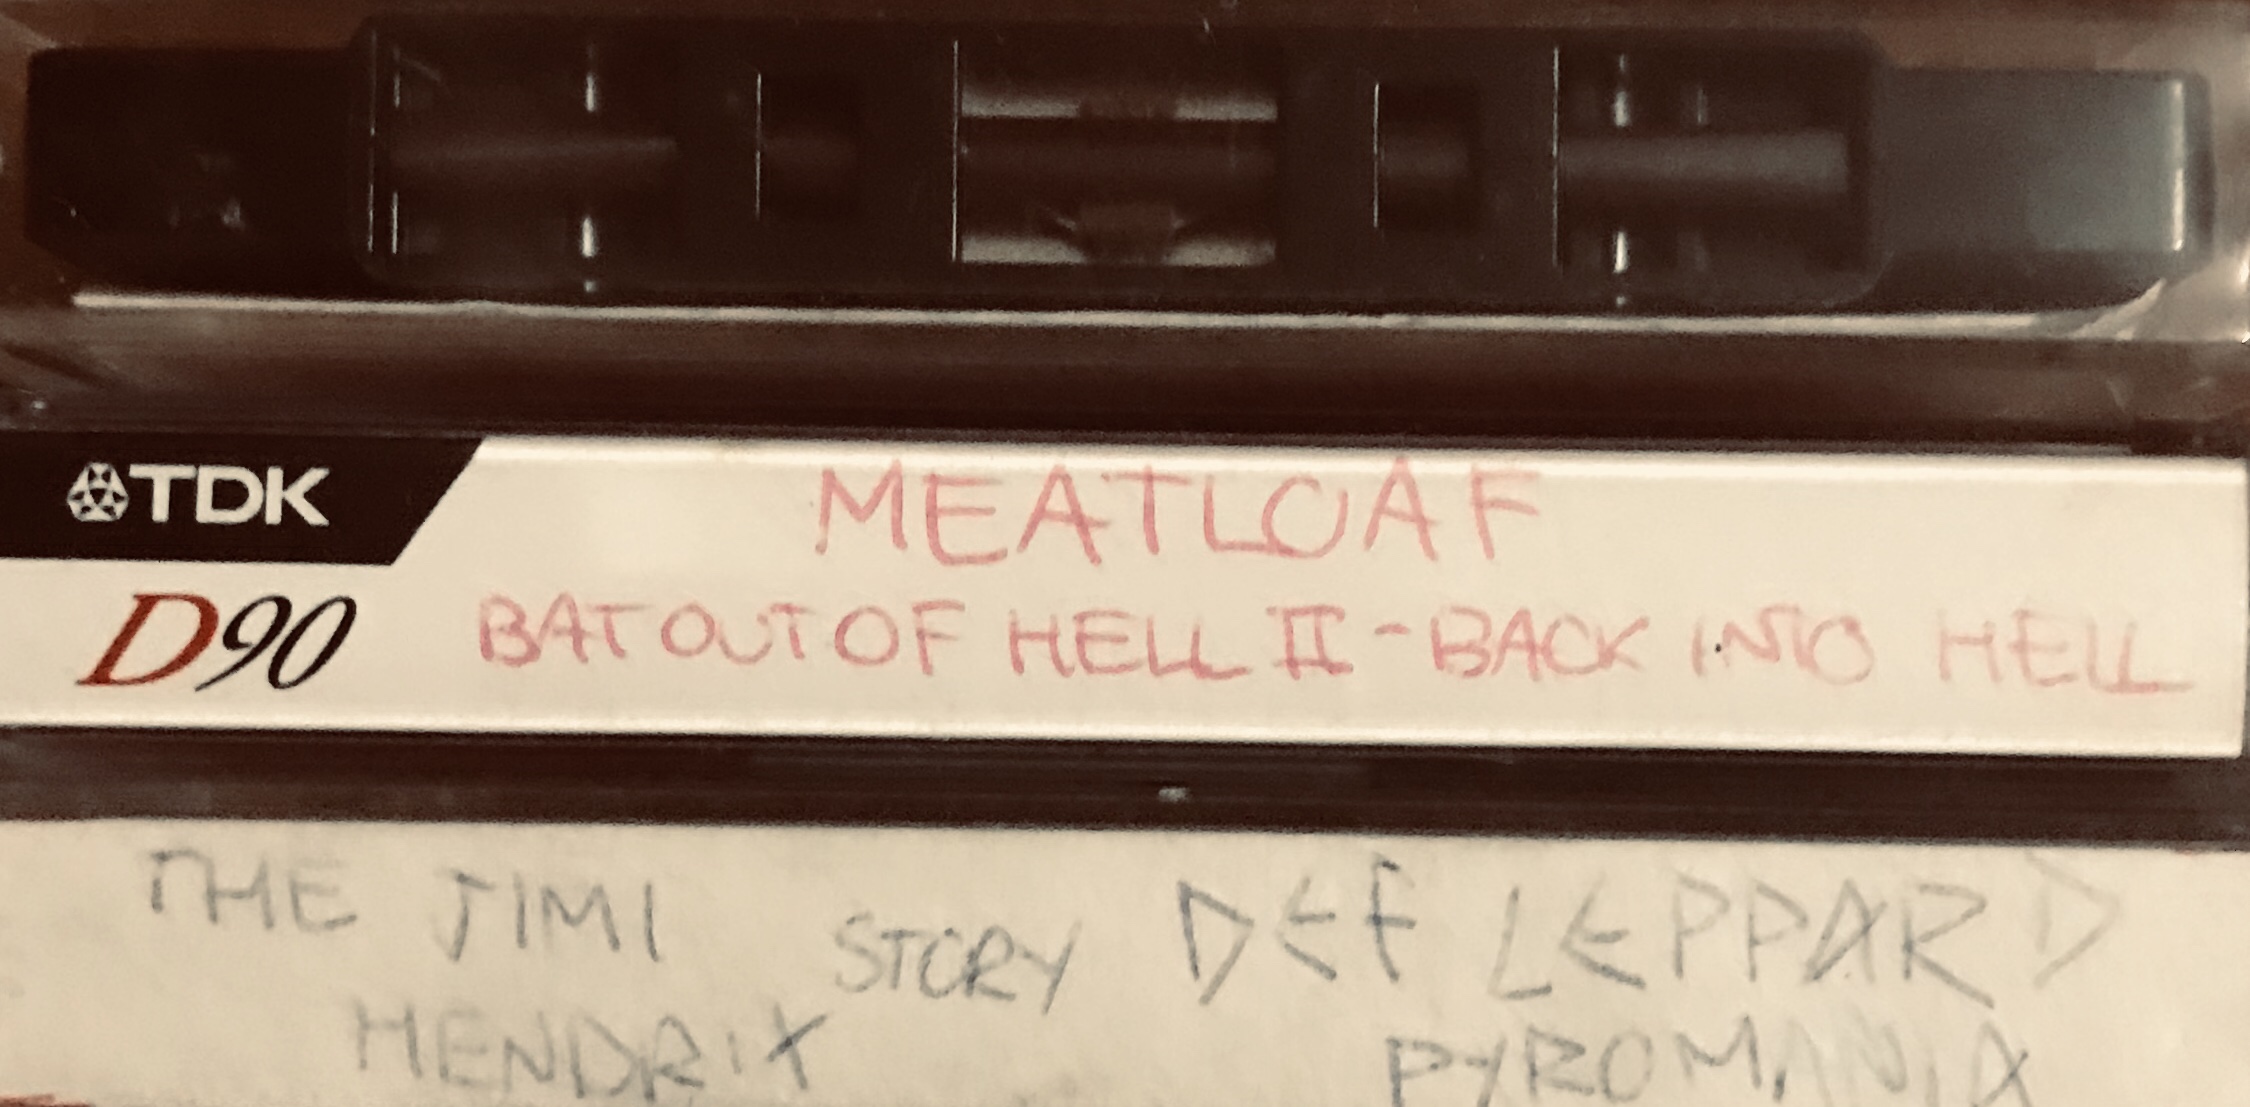 TDK
MEATLOAF
D90
BAT OUT OF HELL II - BACK INTO HELL
THE JIMI
HENDRIX
STORY
DEF LEPPARD
PYROMANIA